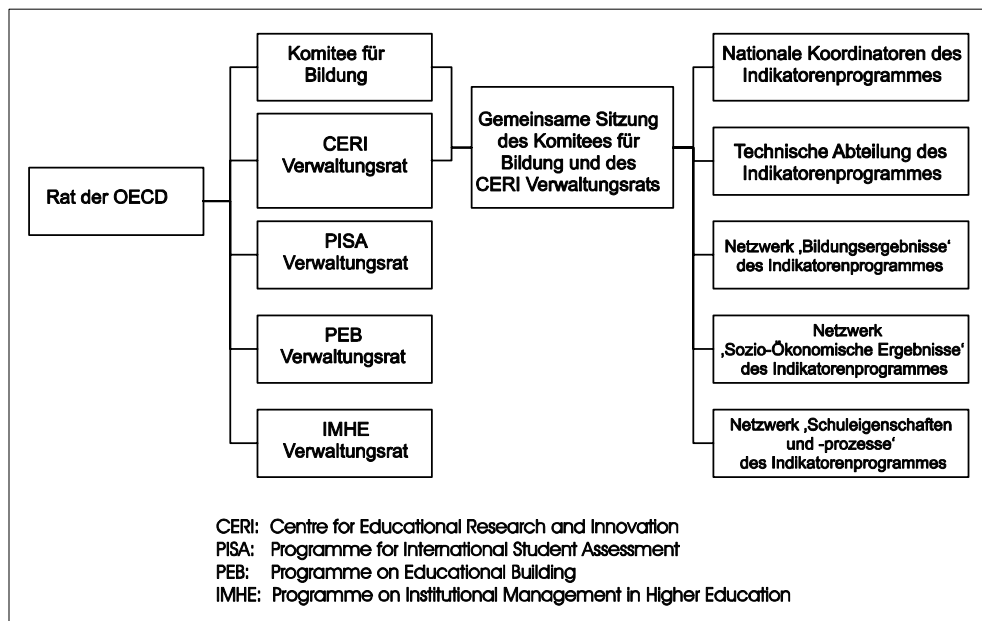 Rat der OECD
Komitee für
Bildung
CERI
Verwaltungsrat
PISA
Verwaltungsrat
PEB
Verwaltungsrat
IMHE
Verwaltungsrat
Gemeinsame Sitzung
des Komitees für
Bildung und des
CERI Verwaltungsrats
Nationale Koordinatoren des
Indikatorenprogrammes
Technische Abteilung des
Indikatorenprogrammes
Netzwerk ‚Bildungsergebnisse‘
des Indikatorenprogrammes
Netzwerk
‚Sozio-Ökonomische Ergebnisse‘
des Indikatorenprogrammes
Netzwerk ‚Schuleigenschaften
und -prozesse‘
des Indikatorenprogrammes
CERI: Centre for Educational Research and Innovation
PISA: Programme for International Student Assessment
PEB: Programme on Educational Building
IMHE: Programme on Institutional Management in Higher Education